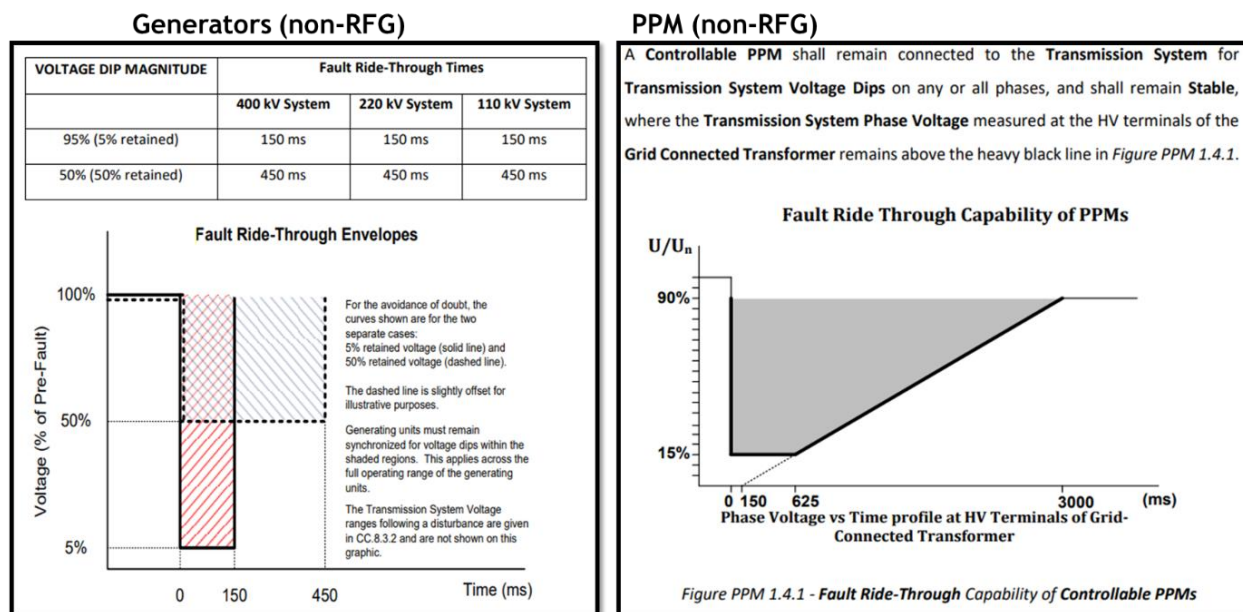 Generators (non-RFG)
VOLTAGE DIP MAGNITUDE Fault Ride-Through Times
400 kV System 220 kV System 110 kV System
95% (5% retained) 150 ms 150 ms 150 ms
50% (50% retained) 450 ms 450 ms 450 ms
Fault Ride-Through Envelopes
Voltage (% of Pre-Fault)
100%
50%
5%
For the avoidance of doubt, the
curves shown are for the two
separate cases:
5% retained voltage (solid line) and
50% retained voltage (dashed line).
The dashed line is slightly offset for
illustrative purposes.
Generating units must remain
synchronized for voltage dips within the
shaded regions. This applies across the
full operating range of the generating
units.
The Transmission System Voltage
ranges following a disturbance are given
in CC.8.3.2 and are not shown on this
graphic.
0 150 450 Time (ms)
PPM (non-RFG)
A Controllable PPM shall remain connected to the Transmission System for
Transmission System Voltage Dips on any or all phases, and shall remain Stable,
where the Transmission System Phase Voltage measured at the HV terminals of the
Grid Connected Transformer remains above the heavy black line in Figure PPM 1.4.1.
Fault Ride Through Capability of PPMs
U/Un
90%
15%
0 150 625 3000 (ms)
Phase Voltage vs Time profile at HV Terminals of Grid-
Connected Transformer
Figure PPM 1.4.1 - Fault Ride-Through Capability of Controllable PPMs